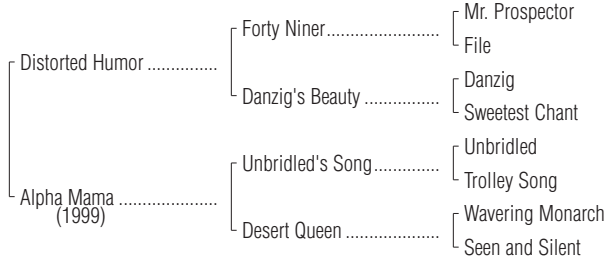 Mr. Prospector
Forty Niner.......................
File
Distorted Humor ...............
Danzig
Danzig's Beauty ................
Sweetest Chant
Unbridled
Unbridled's Song..............
Trolley Song
Alpha Mama .....................
(1999)
Wavering Monarch
Desert Queen ....................
Seen and Silent